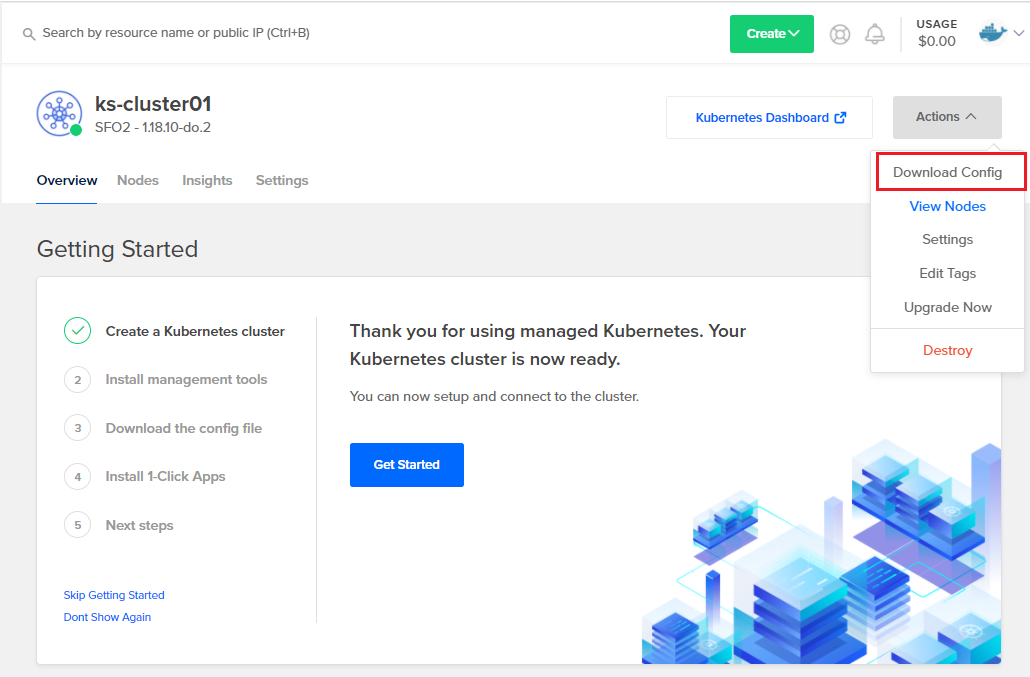 Search by resource name or public IP (Ctrl+B)
Create
USAGE
$0.00
ks-cluster01
SFO2 - 1.18.10-do.2
Kubernetes Dashboard
Actions
Download Config
View Nodes
Settings
Edit Tags
Upgrade Now
Destroy
Overview Nodes Insights Settings
Getting Started
Create a Kubernetes cluster
2 Install management tools
3 Download the config file
4 Install 1-Click Apps
5 Next steps
Skip Getting Started
Dont Show Again
Thank you for using managed Kubernetes. Your
Kubernetes cluster is now ready.
You can now setup and connect to the cluster.
Get Started